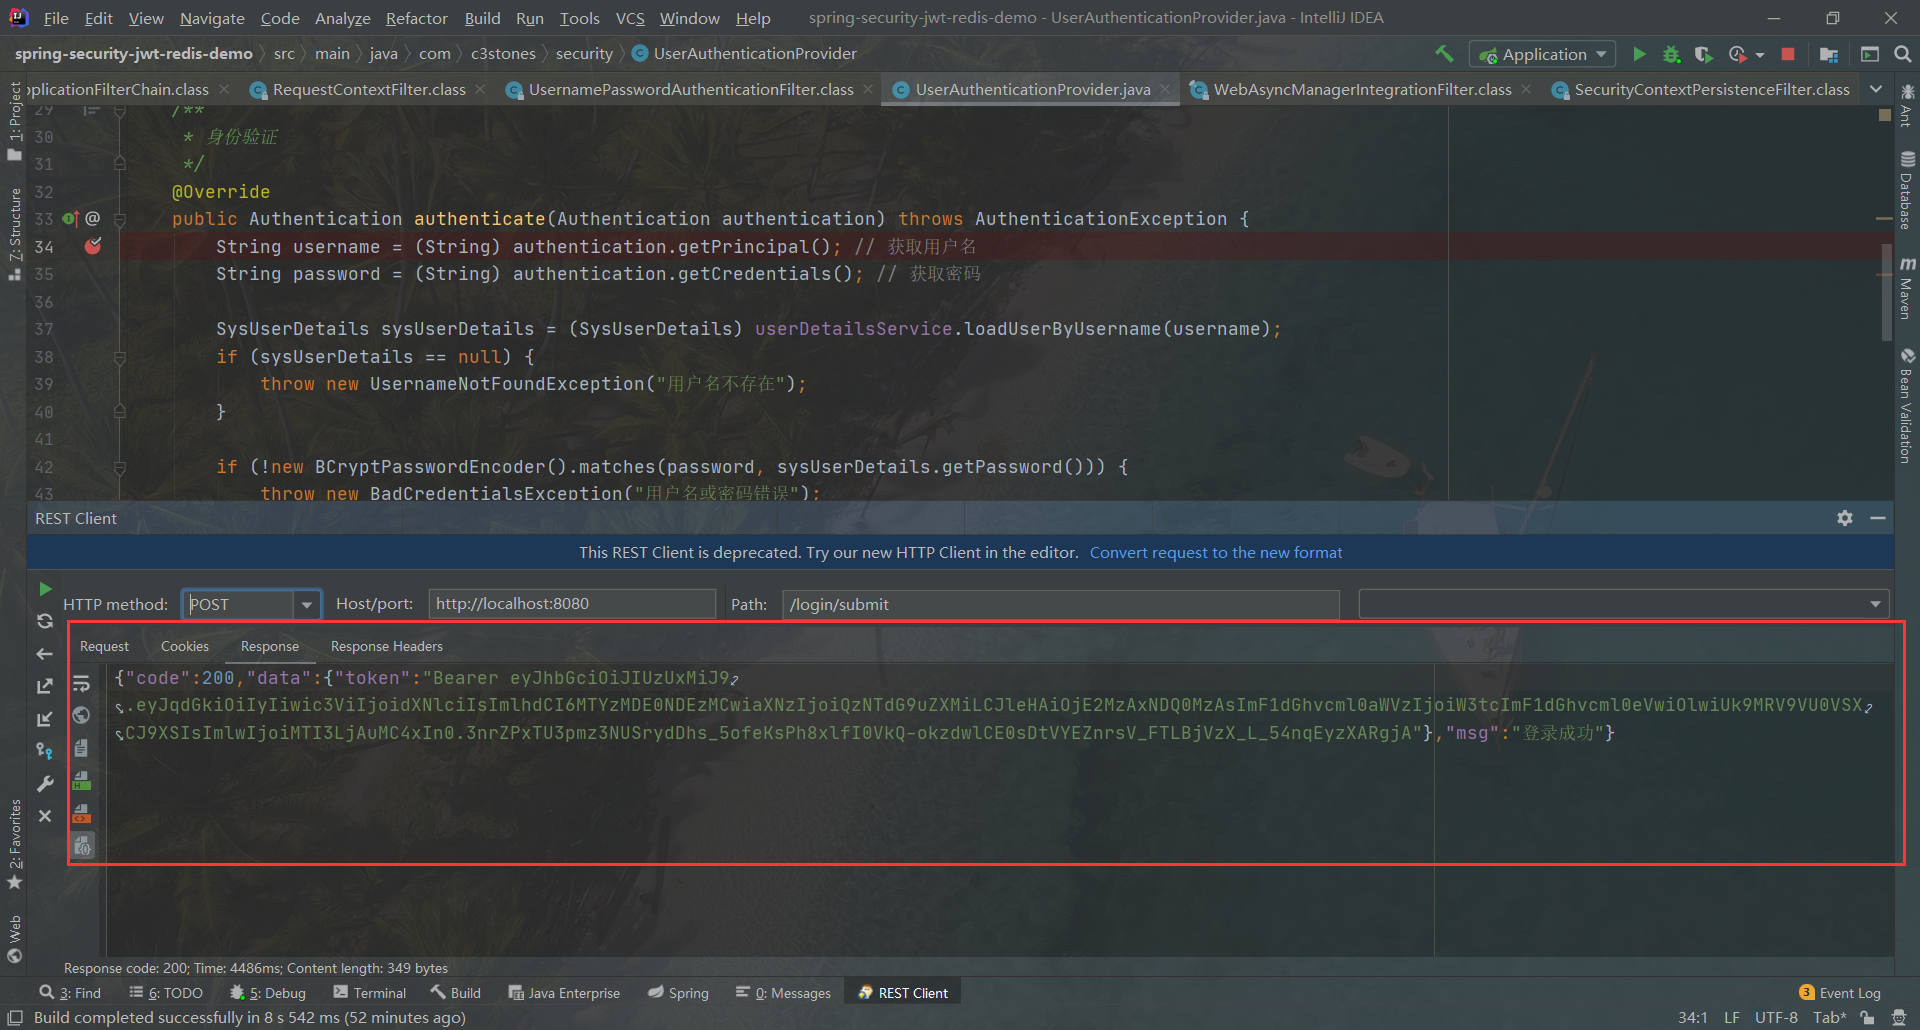 File Edit View Navigate Code Analyze Refactor Build Run Tools VCS Window Help spring-security-jwt-redis-demo - UserAuthenticationProvider.java - IntelliJ IDEA
spring-security-jwt-redis-demo src main java com c3stones security UserAuthenticationProvider Application
pplicationFilterChain.class RequestContextFilter.class UsernamePasswordAuthenticationFilter.class UserAuthenticationProvider.java WebAsyncManagerIntegrationFilter.class SecurityContextPersistenceFilter.class
29 /**
30 * 身份验证
31 */
32 @Override
33 public Authentication authenticate(Authentication authentication) throws AuthenticationException {
34 String username = (String) authentication.getPrincipal(); // 获取用户名
35 String password = (String) authentication.getCredentials(); // 获取密码
36
37 SysUserDetails sysUserDetails = (SysUserDetails) userDetailsService.loadUserByUsername(username);
38 if (sysUserDetails == null) {
39 throw new UsernameNotFoundException("用户名不存在");
40 }
41
42 if (!new BCryptPasswordEncoder().matches(password, sysUserDetails.getPassword())) {
43 throw new BadCredentialsException("用户名或密码错误");
1: Project
7: Structure
2: Favorites
Web
Ant
Database
Maven
Bean Validation
REST Client
This REST Client is deprecated. Try our new HTTP Client in the editor. Convert request to the new format
HTTP method: POST Host/port: http://localhost:8080 Path: /login/submit
Request Cookies Response Response Headers
{"code":200,"data":{"token":"Bearer eyJhbGciOiJIUzUxMiJ9
.eyJqdGkiOiIyIiwic3ViIjoidXNlciIsImlhdCI6MTYzMDE0NDEzMCwiaXNzIjoiQzNTdG9uZXMiLCJleHAiOjE2MzAxNDQ0MzAsImF1dGhvcml0aWVzIjoiW3tcImF1dGhvcml0eVwiOlwiUk9MRV9VU0VSX
CJ9XSIsImlwIjoiMTI3LjAuMC4xIn0.3nrZPxTU3pmz3NUSrydDhs_5ofeKsPh8xlfI0VkQ-okzdwlCE0sDtVYEZnrsV_FTLBjVzX_L_54nqEyzXARgjA"},"msg":"登录成功"}
Response code: 200; Time: 4486ms; Content length: 349 bytes
3: Find 6: TODO 5: Debug Terminal Build Java Enterprise Spring 0: Messages REST Client 3 Event Log
Build completed successfully in 8 s 542 ms (52 minutes ago) 34:1 LF UTF-8 Tab*